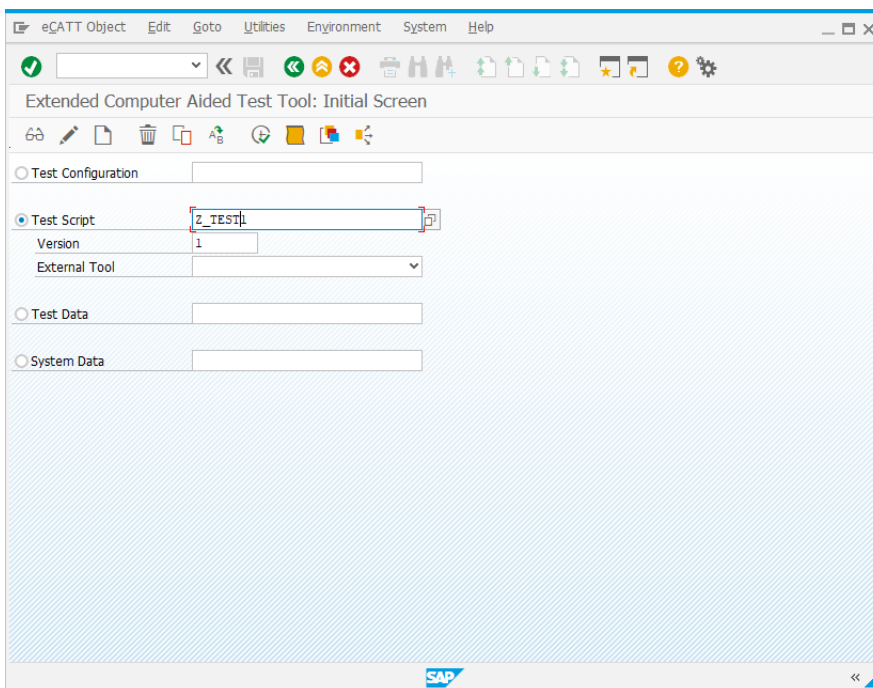 eCATT Object Edit Goto Utilities Environment System Help
Extended Computer Aided Test Tool: Initial Screen
Test Configuration
Test Script Z_TEST1
Version 1
External Tool
Test Data
System Data
SAP